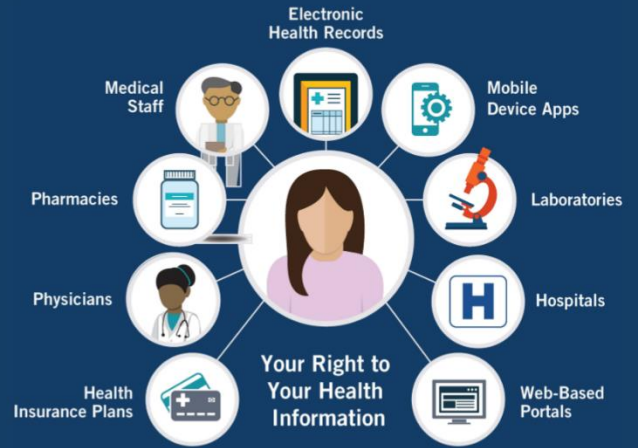 Electronic
Health Records
Medical
Staff
Mobile
Device Apps
Pharmacies
Laboratories
Physicians
H
Hospitals
Your Right to
Your Health
Information
Health
Insurance Plans
Web-Based
Portals